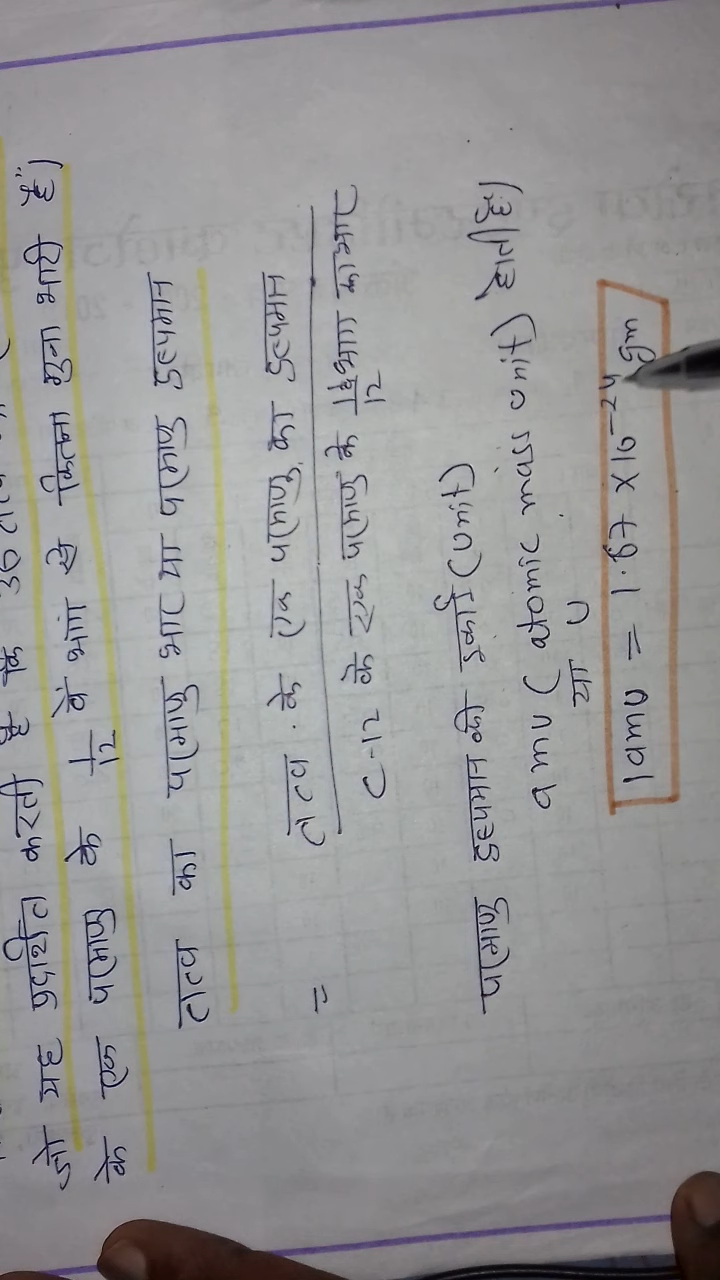 जो यह प्रदर्शित करती है कि उस तत्व
के एक परमाणु के 1/12 वें भाग से कितना गुना भारी है"।
तत्व का परमाणु भार या परमाणु द्रव्यमान
= तत्व के एक परमाणु का द्रव्यमान
C-12 के एक परमाणु के 1/12 वें भाग का भार
परमाणु द्रव्यमान की इकाई (unit)
amu (atomic mass unit) होता है।
या u
1amu = 1.67 × 10⁻²⁴ gm